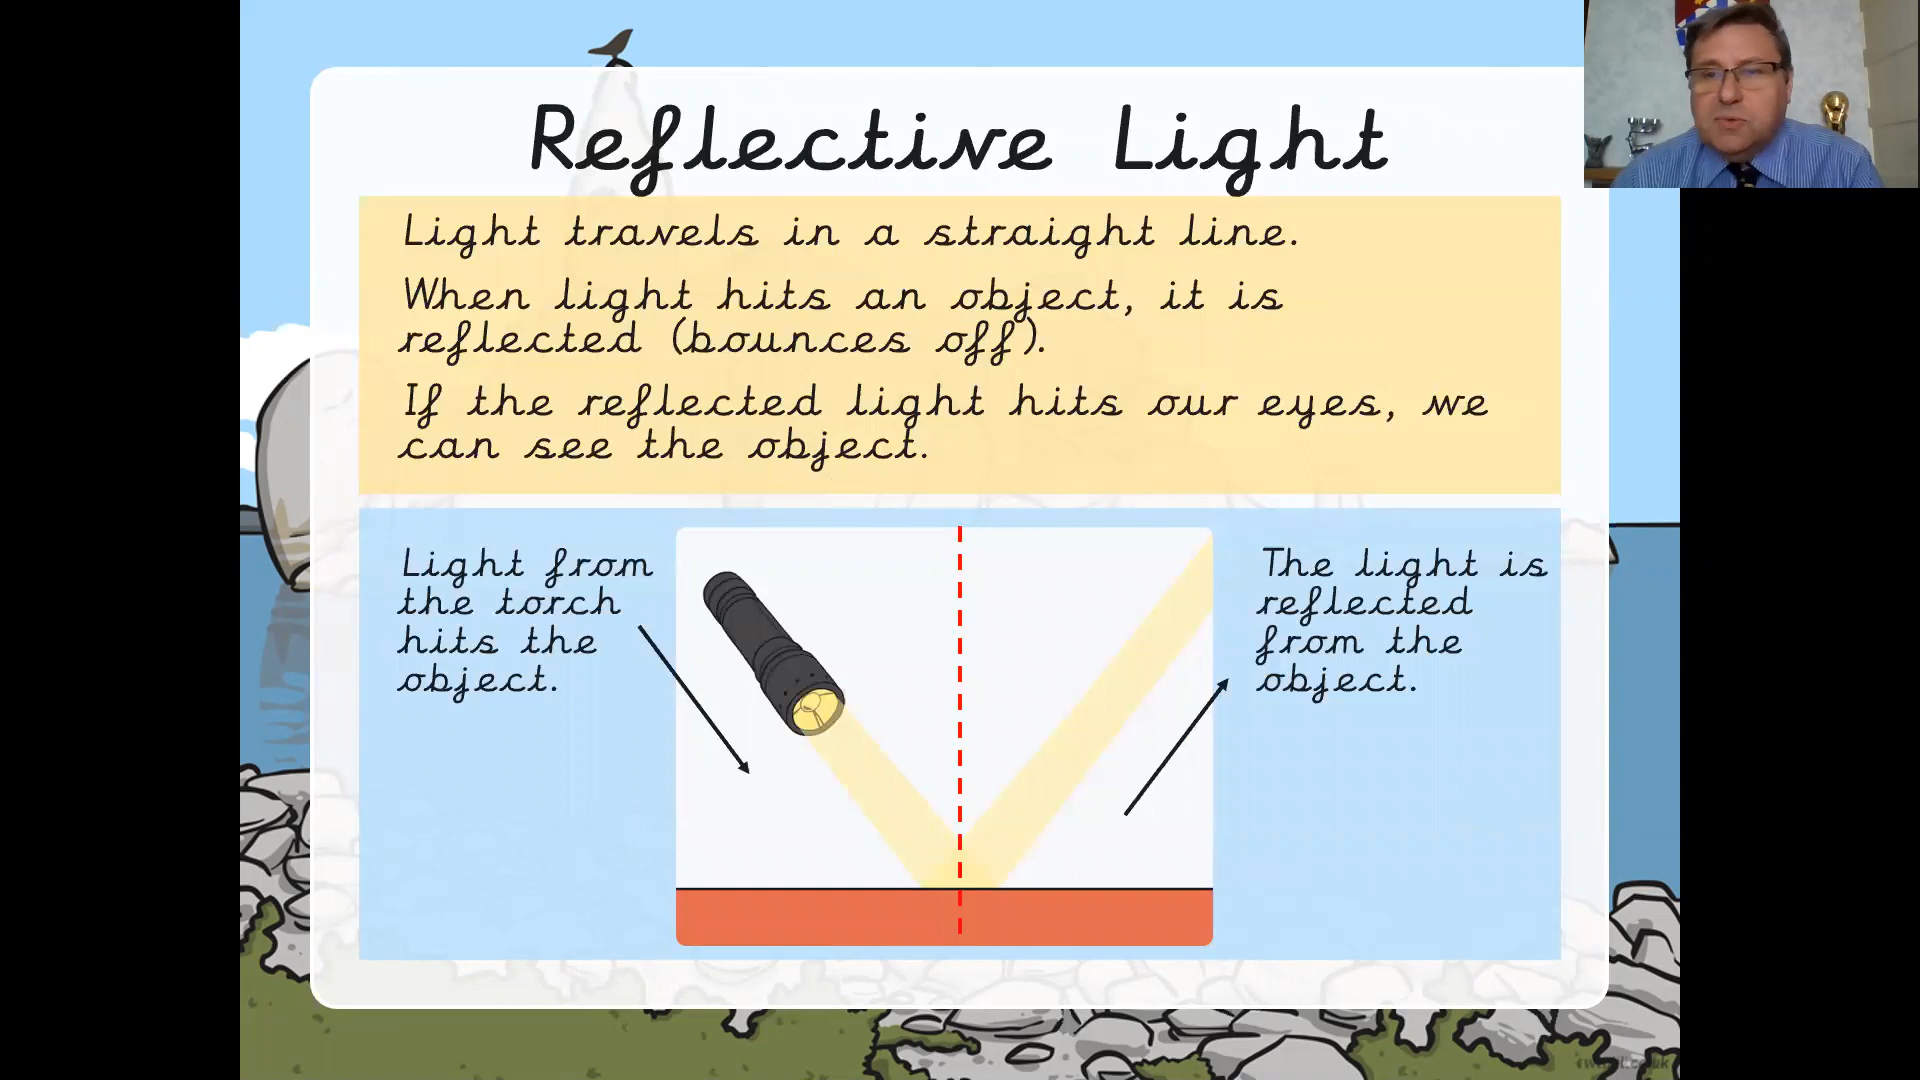 Reflective Light
Light travels in a straight line.
When light hits an object, it is
reflected (bounces off).
If the reflected light hits our eyes, we
can see the object.
Light from
the torch
hits the
object.
The light is
reflected
from the
object.